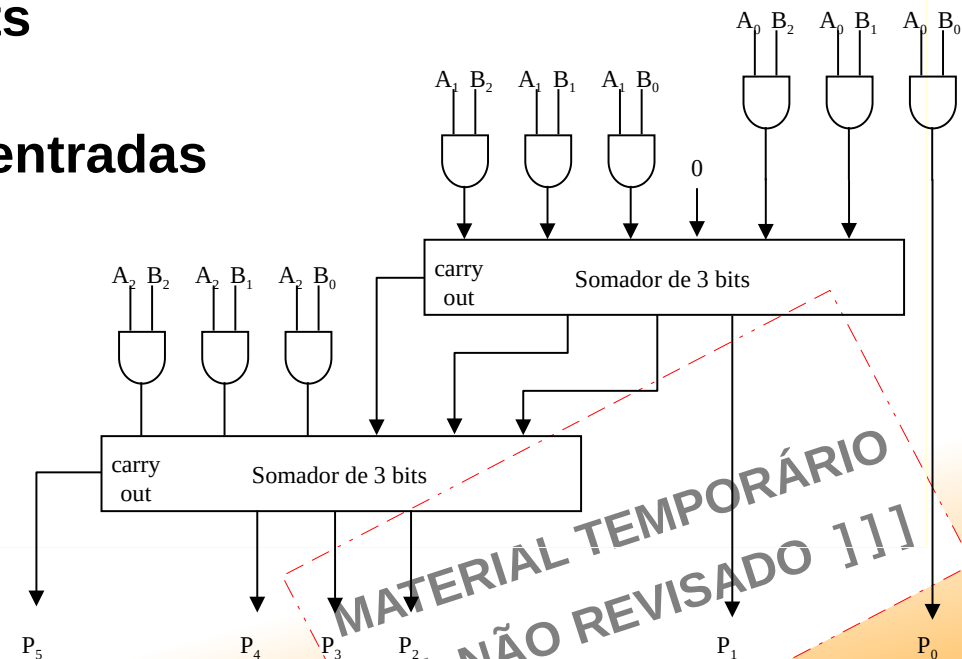 ts
entradas
A₀ B₂ A₀ B₁ A₀ B₀
A₁ B₂ A₁ B₁ A₁ B₀
0
carry out
Somador de 3 bits
A₂ B₂ A₂ B₁ A₂ B₀
carry out
Somador de 3 bits
MATERIAL TEMPORÁRIO
NÃO REVISADO ] ] ]
P₅ P₄ P₃ P₂ P₁ P₀